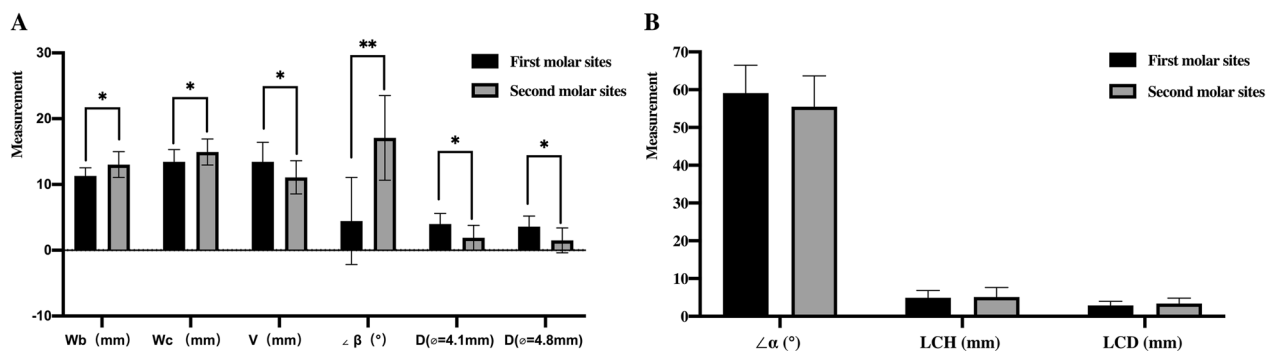 A
Measurement
30
20
10
0
-10
First molar sites
Second molar sites
*
*
*
**
*
*
Wb (mm)
Wc (mm)
V (mm)
∠ β (°)
D(⌀=4.1mm)
D(⌀=4.8mm)
B
Measurement
70
60
50
40
30
20
10
0
First molar sites
Second molar sites
∠α (°)
LCH (mm)
LCD (mm)